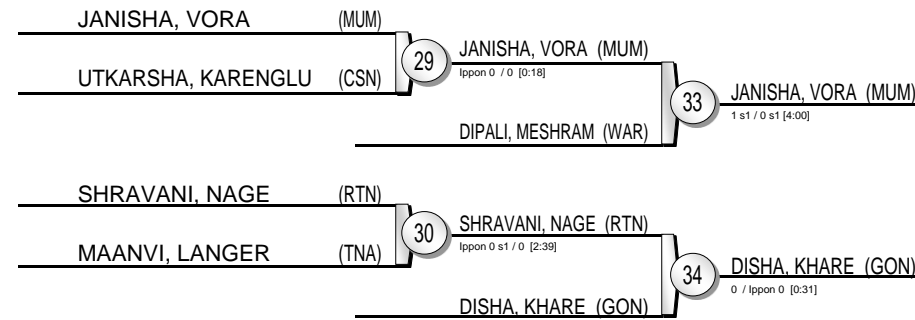 JANISHA, VORA (MUM)
UTKARSHA, KARENGLU (CSN)
29
JANISHA, VORA (MUM)
Ippon 0 / 0 [0:18]
DIPALI, MESHRAM (WAR)
33
JANISHA, VORA (MUM)
1 s1 / 0 s1 [4:00]
SHRAVANI, NAGE (RTN)
MAANVI, LANGER (TNA)
30
SHRAVANI, NAGE (RTN)
Ippon 0 s1 / 0 [2:39]
DISHA, KHARE (GON)
34
DISHA, KHARE (GON)
0 / Ippon 0 [0:31]